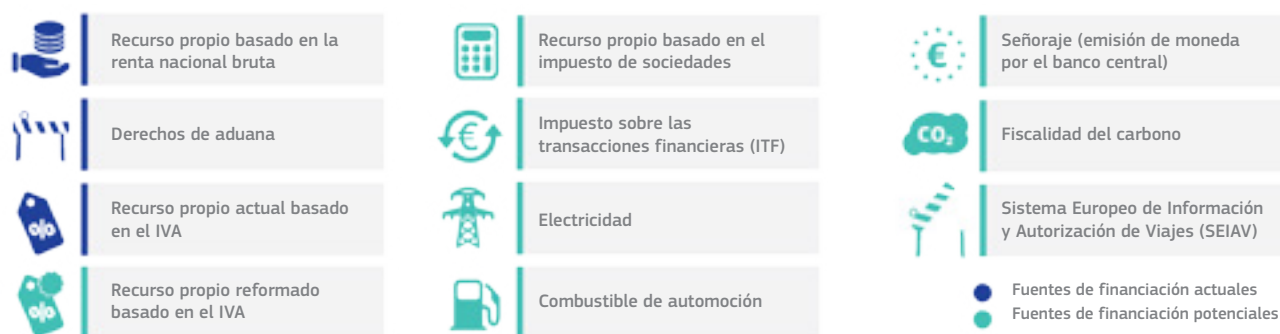 Recurso propio basado en la
renta nacional bruta
Derechos de aduana
Recurso propio actual basado
en el IVA
Recurso propio reformado
basado en el IVA
Recurso propio basado en el
impuesto de sociedades
Impuesto sobre las
transacciones financieras (ITF)
Electricidad
Combustible de automoción
Señoraje (emisión de moneda
por el banco central)
CO₂
Fiscalidad del carbono
Sistema Europeo de Información
y Autorización de Viajes (SEIAV)
Fuentes de financiación actuales
Fuentes de financiación potenciales